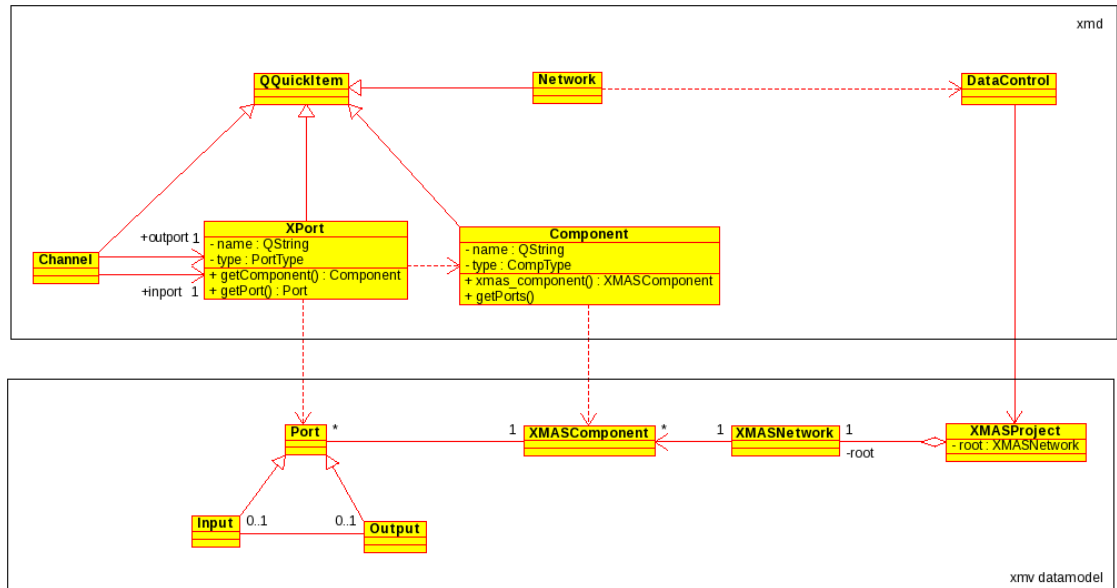 xmd
QQuickItem
Network
DataControl
XPort
- name : QString
- type : PortType
+ getComponent() : Component
+ getPort() : Port
Component
- name : QString
- type : CompType
+ xmas_component() : XMASComponent
+ getPorts()
Channel
+outport 1
+inport 1
Port
*
1
XMASComponent
*
1
XMASNetwork
1
-root
XMASProject
- root : XMASNetwork
Input
0..1
0..1
Output
xmv datamodel